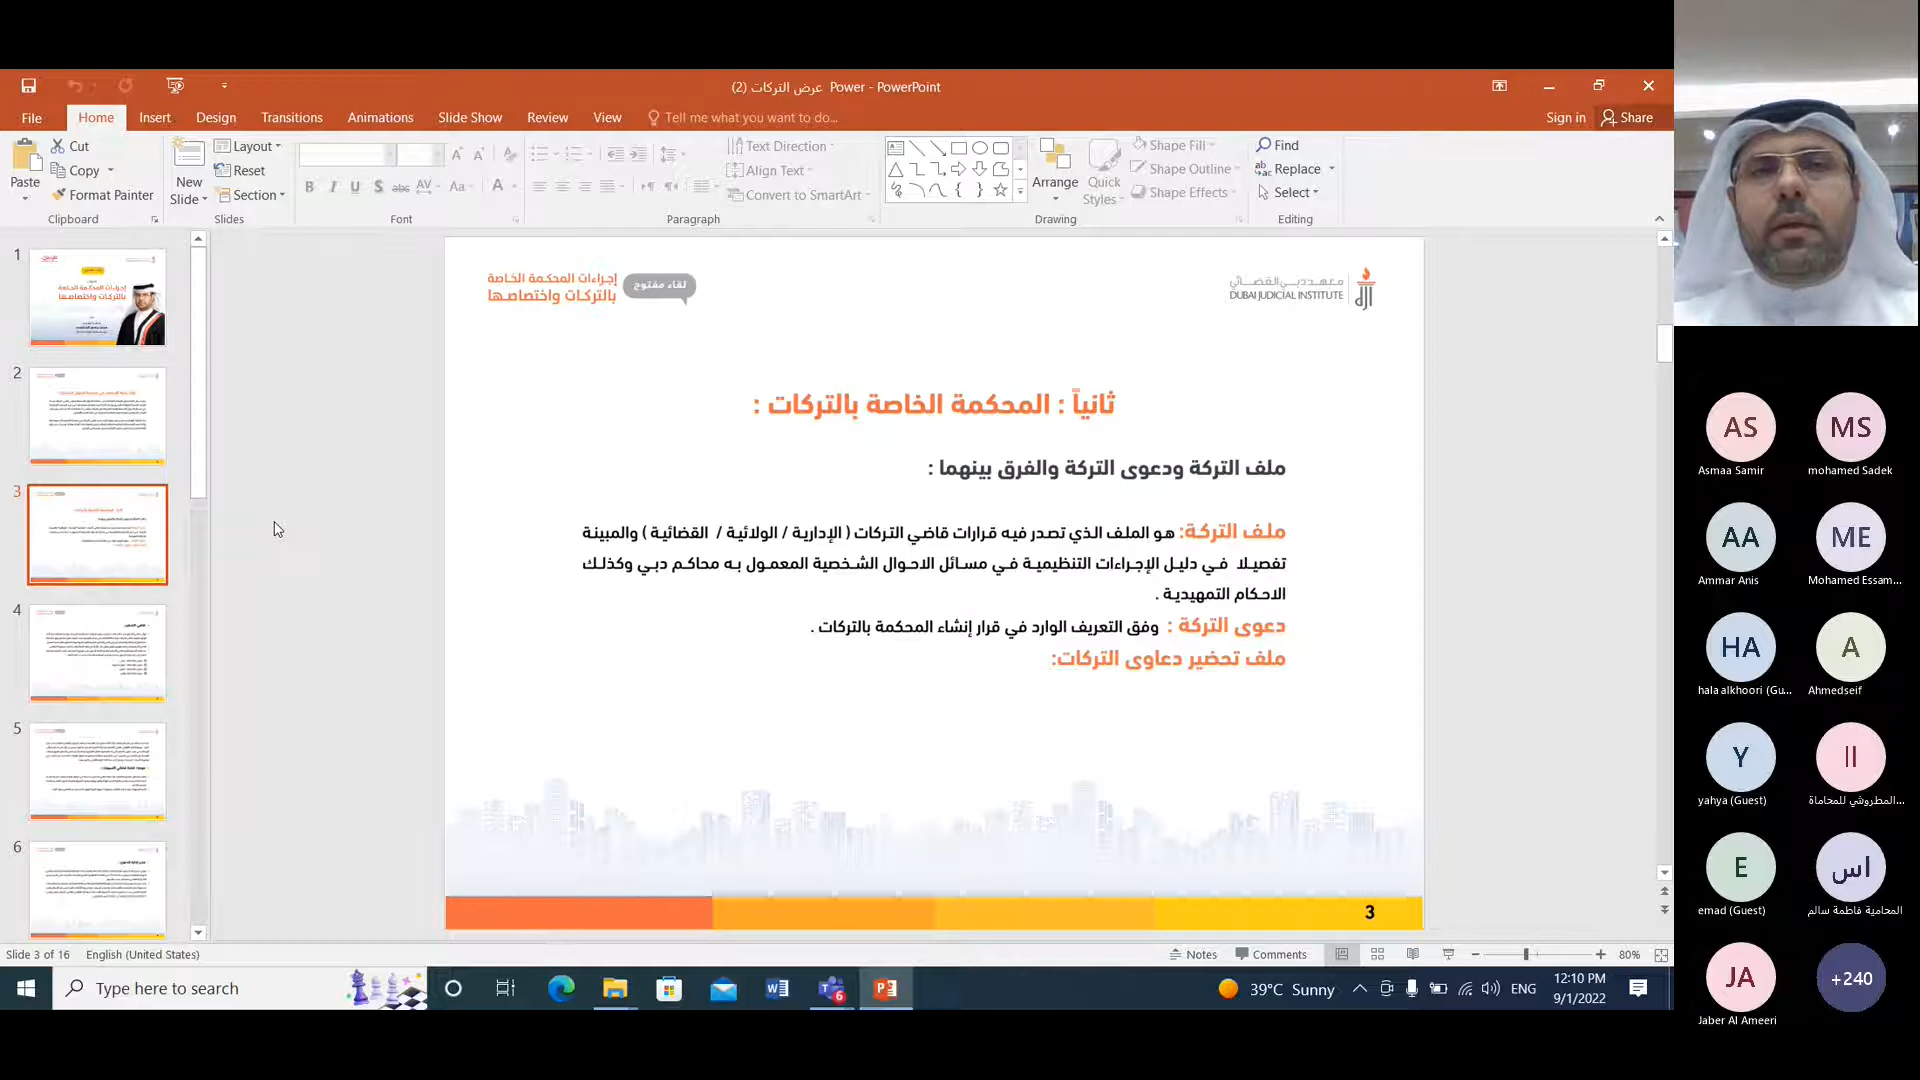 عرض التركات (2) Power - PowerPoint
File Home Insert Design Transitions Animations Slide Show Review View Tell me what you want to do... Sign in Share
Paste Cut Copy Format Painter
New Slide Layout Reset Section
Text Direction Align Text Convert to SmartArt
Arrange Quick Styles Shape Fill Shape Outline Shape Effects
Find Replace Select
Clipboard Slides Font Paragraph Drawing Editing
1
2
3
4
5
6
إجراءات المحكمة الخاصة
بالتركات واختصاصها
لقاء مفتوح
معهد دبي القضائي
DUBAI JUDICIAL INSTITUTE
ثانياً : المحكمة الخاصة بالتركات :
ملف التركة ودعوى التركة والفرق بينهما :
ملف التركة: هو الملف الذي تصدر فيه قرارات قاضي التركات ( الإدارية / الولائية / القضائية ) والمبينة
تفصيلا في دليل الإجراءات التنظيمية في مسائل الاحوال الشخصية المعمول به محاكم دبي وكذلك
الاحكام التمهيدية .
دعوى التركة : وفق التعريف الوارد في قرار إنشاء المحكمة بالتركات .
ملف تحضير دعاوى التركات:
3
Slide 3 of 16 English (United States) Notes Comments 80%
Type here to search
39°C Sunny ENG
12:10 PM
9/1/2022
AS MS
Asmaa Samir mohamed Sadek
AA ME
Ammar Anis Mohamed Essam...
HA A
hala alkhoori (Gu... Ahmedseif
Y اا
yahya (Guest) المطروشي للمحاماة...
E اس
emad (Guest) المحامية فاطمة سالم
JA +240
Jaber Al Ameeri